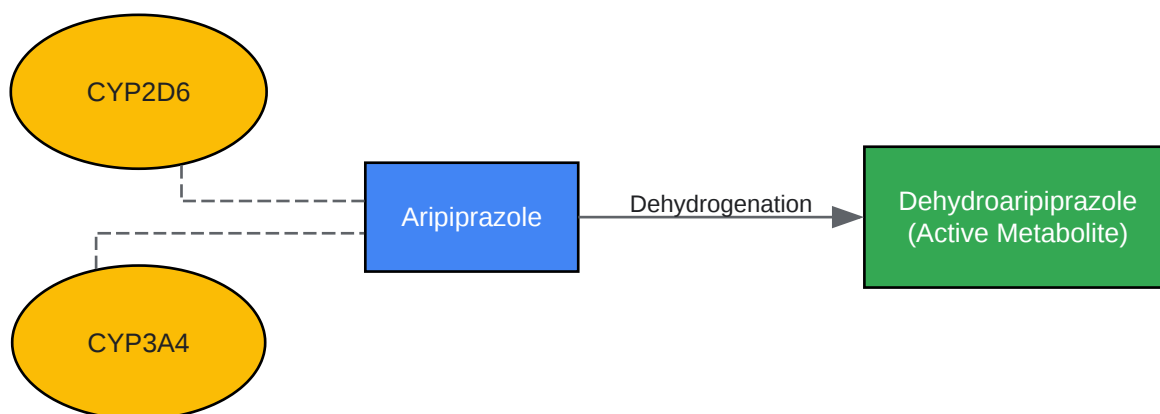 CYP2D6
Aripiprazole
Dehydrogenation
Dehydroaripiprazole
(Active Metabolite)
CYP3A4